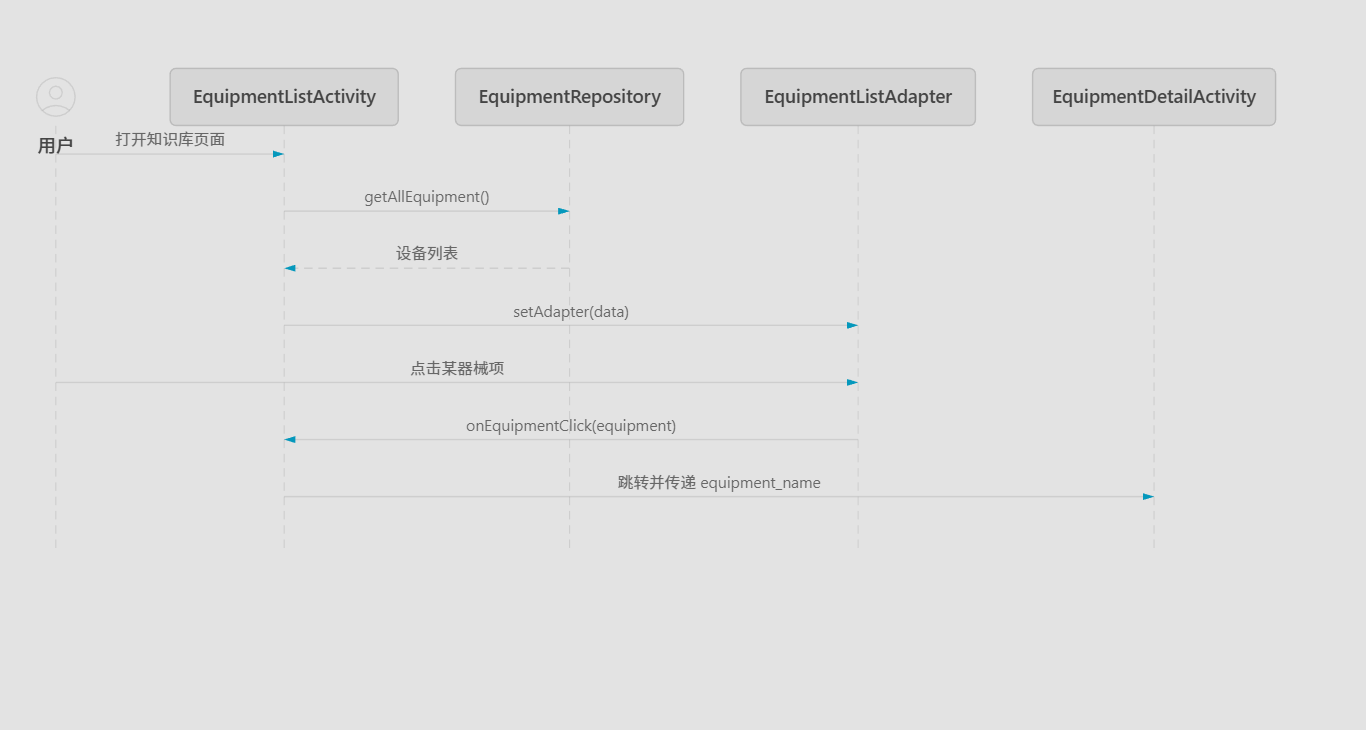 EquipmentListActivity
EquipmentRepository
EquipmentListAdapter
EquipmentDetailActivity
用户
打开知识库页面
getAllEquipment()
设备列表
setAdapter(data)
点击某器械项
onEquipmentClick(equipment)
跳转并传递 equipment_name